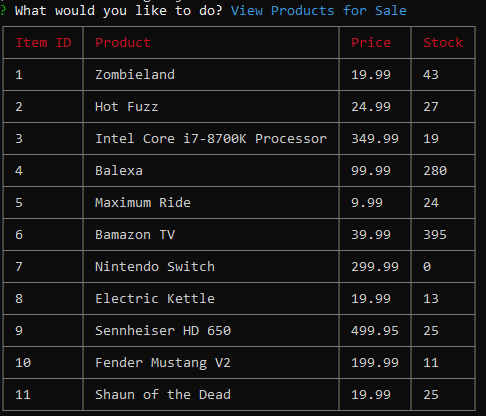 ? What would you like to do? View Products for Sale
Item ID Product Price Stock
1 Zombieland 19.99 43
2 Hot Fuzz 24.99 27
3 Intel Core i7-8700K Processor 349.99 19
4 Balexa 99.99 280
5 Maximum Ride 9.99 24
6 Bamazon TV 39.99 395
7 Nintendo Switch 299.99 0
8 Electric Kettle 19.99 13
9 Sennheiser HD 650 499.95 25
10 Fender Mustang V2 199.99 11
11 Shaun of the Dead 19.99 25